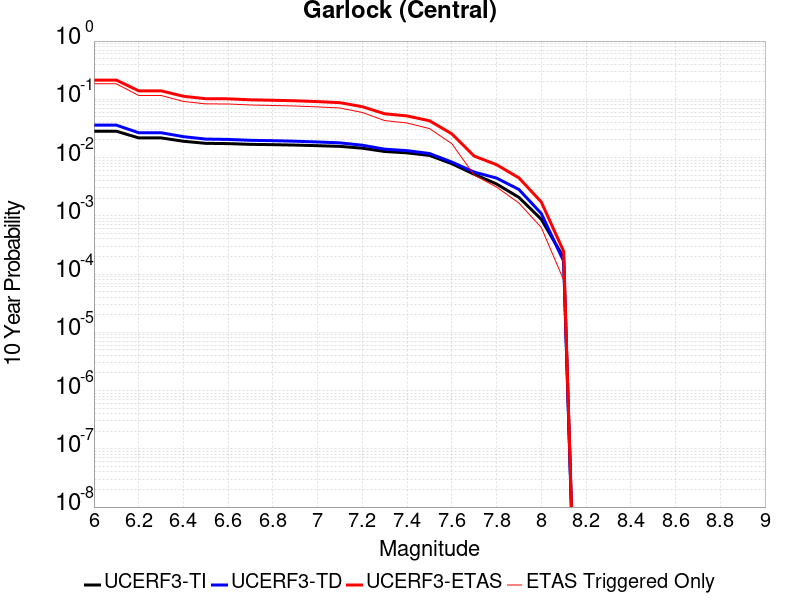 Garlock (Central)
10 Year Probability
10^0
10^-1
10^-2
10^-3
10^-4
10^-5
10^-6
10^-7
10^-8
6 6.2 6.4 6.6 6.8 7 7.2 7.4 7.6 7.8 8 8.2 8.4 8.6 8.8 9
Magnitude
UCERF3-TI UCERF3-TD UCERF3-ETAS ETAS Triggered Only